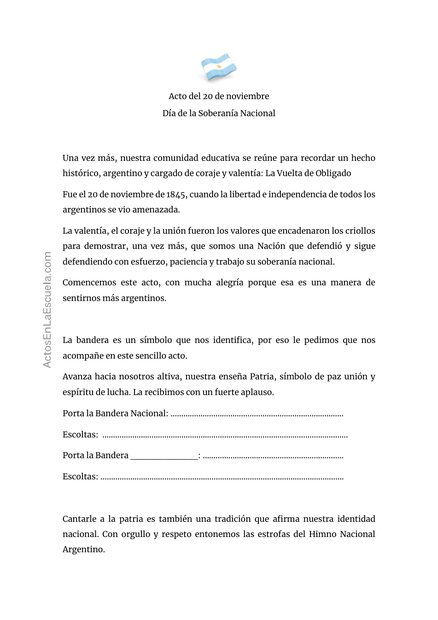 Acto del 20 de noviembre
Día de la Soberanía Nacional
Una vez más, nuestra comunidad educativa se reúne para recordar un hecho
histórico, argentino y cargado de coraje y valentía: La Vuelta de Obligado
Fue el 20 de noviembre de 1845, cuando la libertad e independencia de todos los
argentinos se vio amenazada.
La valentía, el coraje y la unión fueron los valores que encadenaron los criollos
para demostrar, una vez más, que somos una Nación que defendió y sigue
defendiendo con esfuerzo, paciencia y trabajo su soberanía nacional.
Comencemos este acto, con mucha alegría porque esa es una manera de
sentirnos más argentinos.
ActosEnLaEscuela.com
La bandera es un símbolo que nos identifica, por eso le pedimos que nos
acompañe en este sencillo acto.
Avanza hacia nosotros altiva, nuestra enseña Patria, símbolo de paz unión y
espíritu de lucha. La recibimos con un fuerte aplauso.
Porta la Bandera Nacional: ................................................................................
Escoltas: ................................................................................
Porta la Bandera ______________: ................................................................
Escoltas: ................................................................................
Cantarle a la patria es también una tradición que afirma nuestra identidad
nacional. Con orgullo y respeto entonemos las estrofas del Himno Nacional
Argentino.